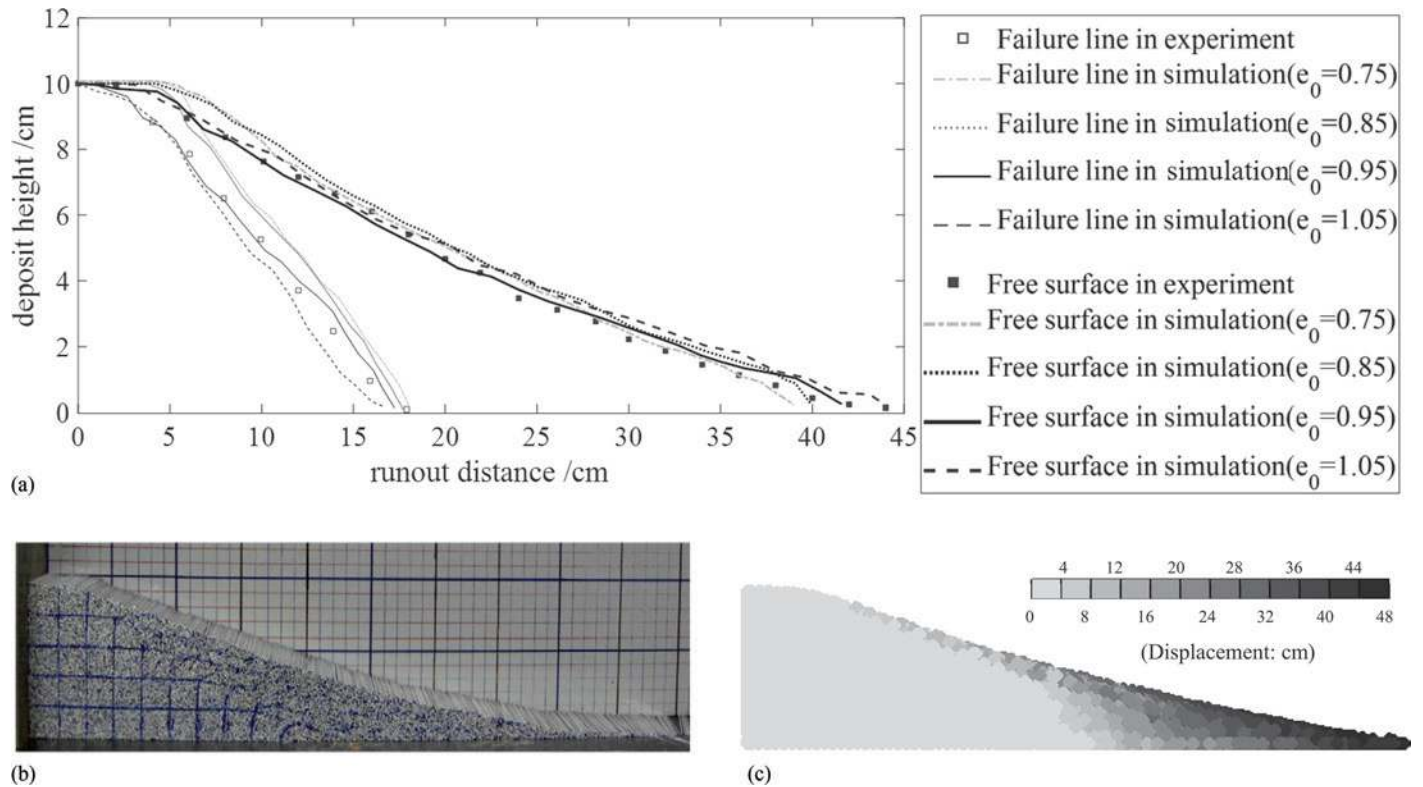 12
10
8
6
4
2
0
deposit height /cm
0 5 10 15 20 25 30 35 40 45
runout distance /cm
(a)
Failure line in experiment
Failure line in simulation(e0=0.75)
Failure line in simulation(e0=0.85)
Failure line in simulation(e0=0.95)
Failure line in simulation(e0=1.05)
Free surface in experiment
Free surface in simulation(e0=0.75)
Free surface in simulation(e0=0.85)
Free surface in simulation(e0=0.95)
Free surface in simulation(e0=1.05)
(b)
4 12 20 28 36 44
0 8 16 24 32 40 48
(Displacement: cm)
(c)